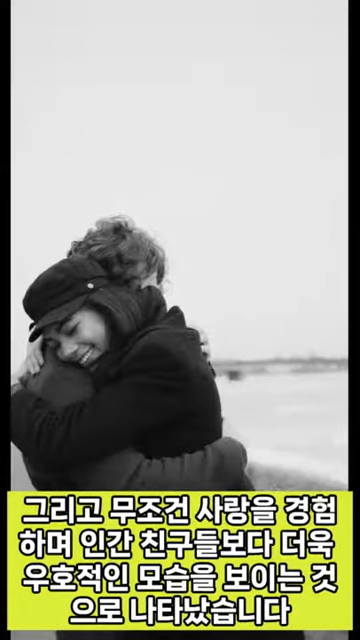 그리고 무조건 사랑을 경험
하며 인간 친구들보다 더욱
우호적인 모습을 보이는 것
으로 나타났습니다